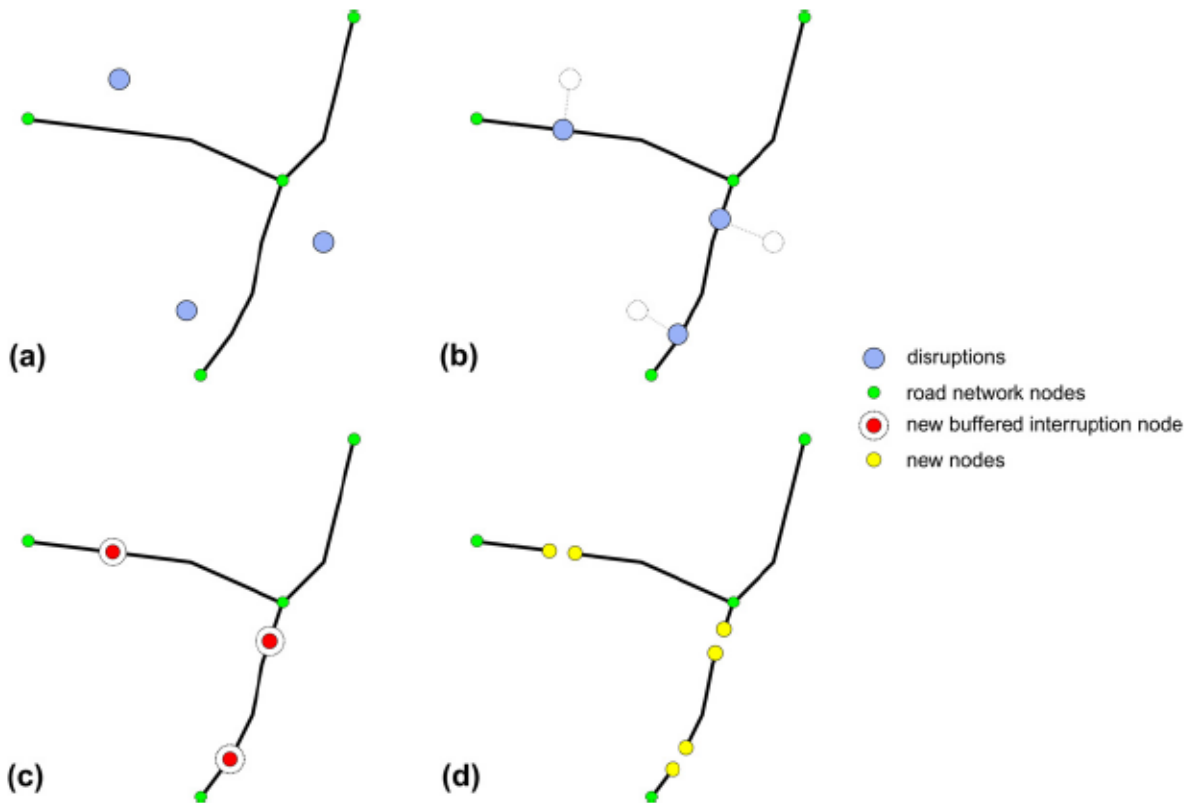 (a)
(b)
disruptions
road network nodes
new buffered interruption node
new nodes
(c)
(d)